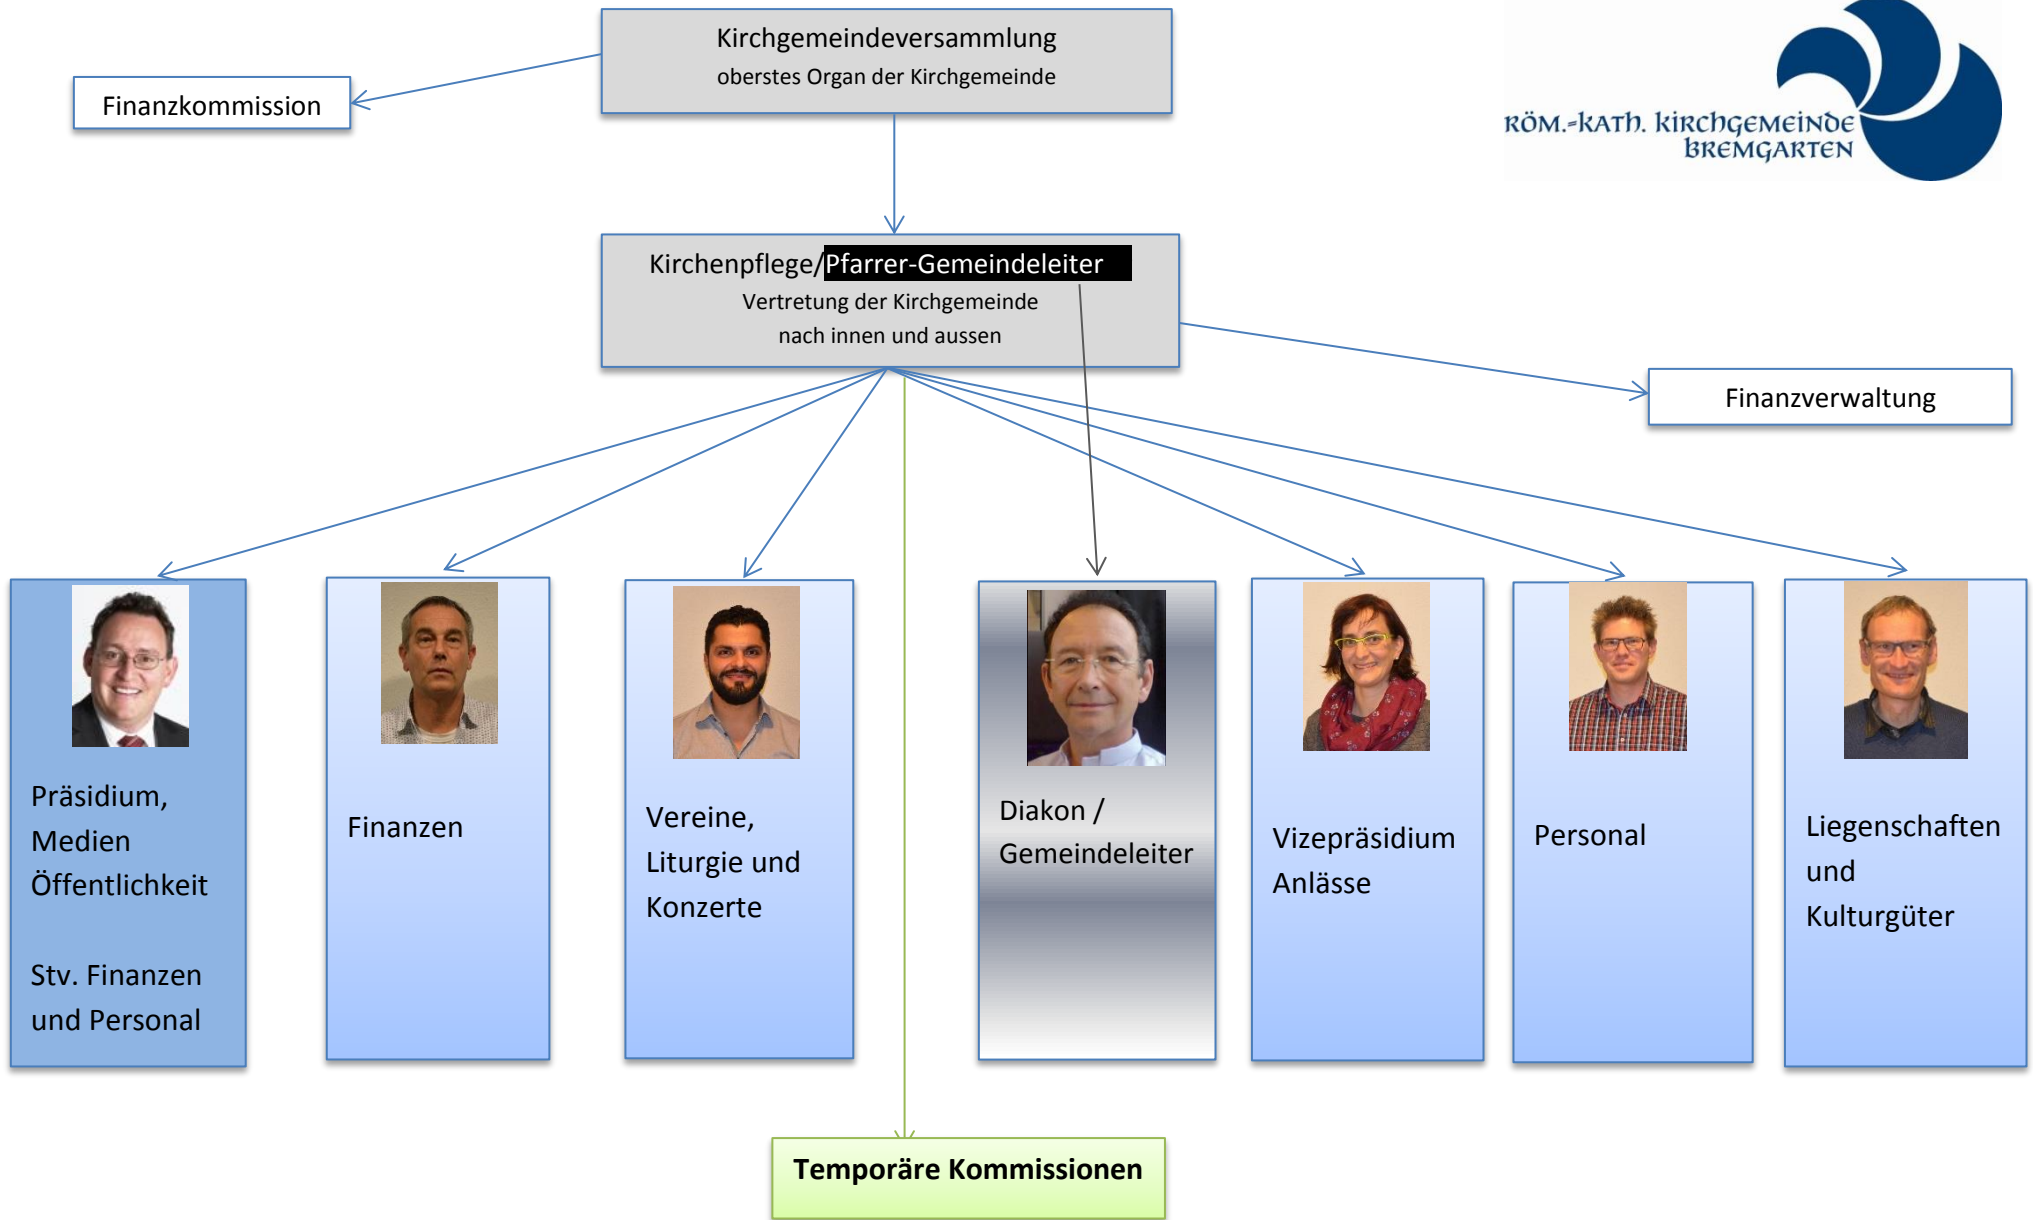 Kirchgemeindeversammlung
oberstes Organ der Kirchgemeinde
Finanzkommission
RÖM.-KATH. KIRCHGEMEINDE
BREMGARTEN
Kirchenpflege/Pfarrer-Gemeindeleiter
Vertretung der Kirchgemeinde
nach innen und aussen
Finanzverwaltung
Präsidium,
Medien
Öffentlichkeit
Stv. Finanzen
und Personal
Finanzen
Vereine,
Liturgie und
Konzerte
Diakon /
Gemeindeleiter
Vizepräsidium
Anlässe
Personal
Liegenschaften
und
Kulturgüter
Temporäre Kommissionen